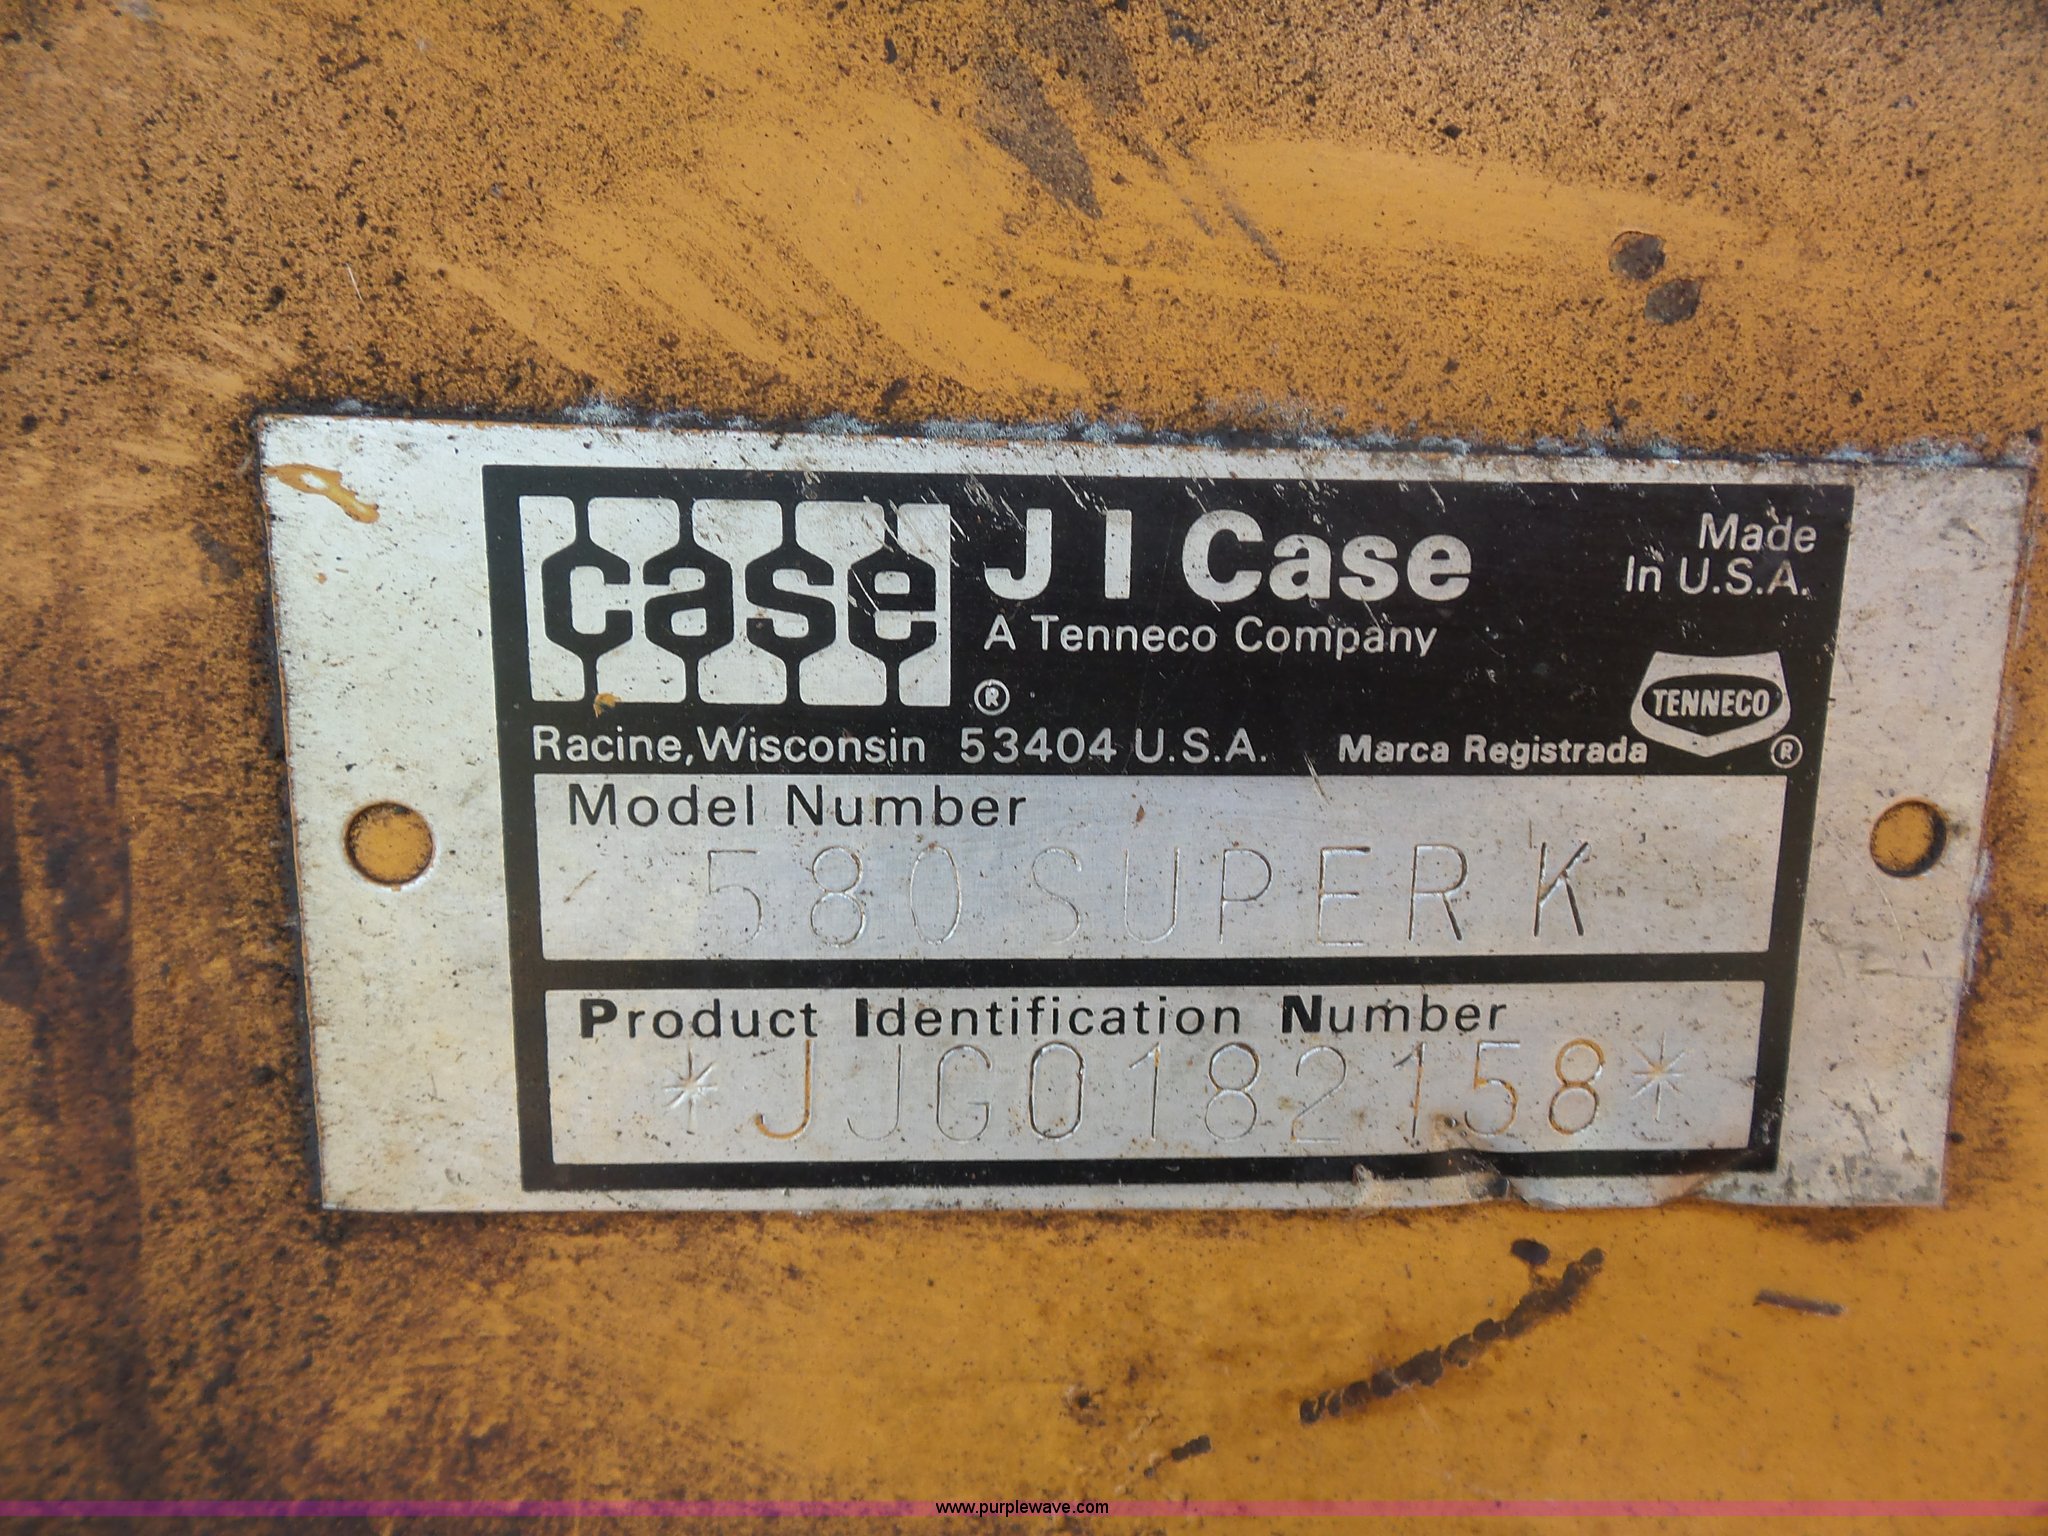 case
J I Case
Made
In U.S.A.
A Tenneco Company
®
TENNECO
Racine, Wisconsin 53404 U.S.A. Marca Registrada ®
Model Number
580 SUPER K
Product Identification Number
*JJG0182158*
www.purplewave.com